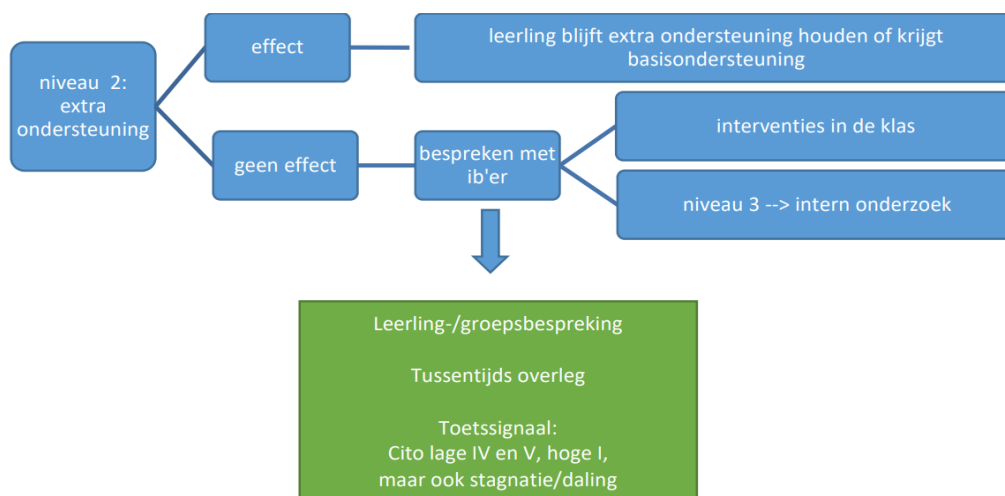 niveau 2:
extra
ondersteuning
effect
leerling blijft extra ondersteuning houden of krijgt
basisondersteuning
geen effect
bespreken met
ib'er
interventies in de klas
niveau 3 --> intern onderzoek
Leerling-/groepsbespreking
Tussentijds overleg
Toetssignaal:
Cito lage IV en V, hoge I,
maar ook stagnatie/daling